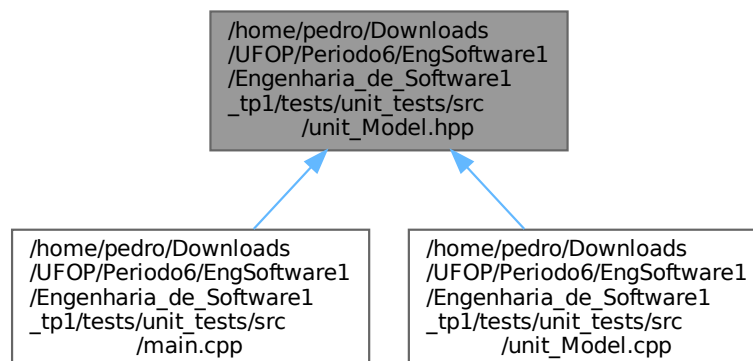 /home/pedro/Downloads
/UFOP/Periodo6/EngSoftware1
/Engenharia_de_Software1
_tp1/tests/unit_tests/src
/unit_Model.hpp
/home/pedro/Downloads
/UFOP/Periodo6/EngSoftware1
/Engenharia_de_Software1
_tp1/tests/unit_tests/src
/main.cpp
/home/pedro/Downloads
/UFOP/Periodo6/EngSoftware1
/Engenharia_de_Software1
_tp1/tests/unit_tests/src
/unit_Model.cpp